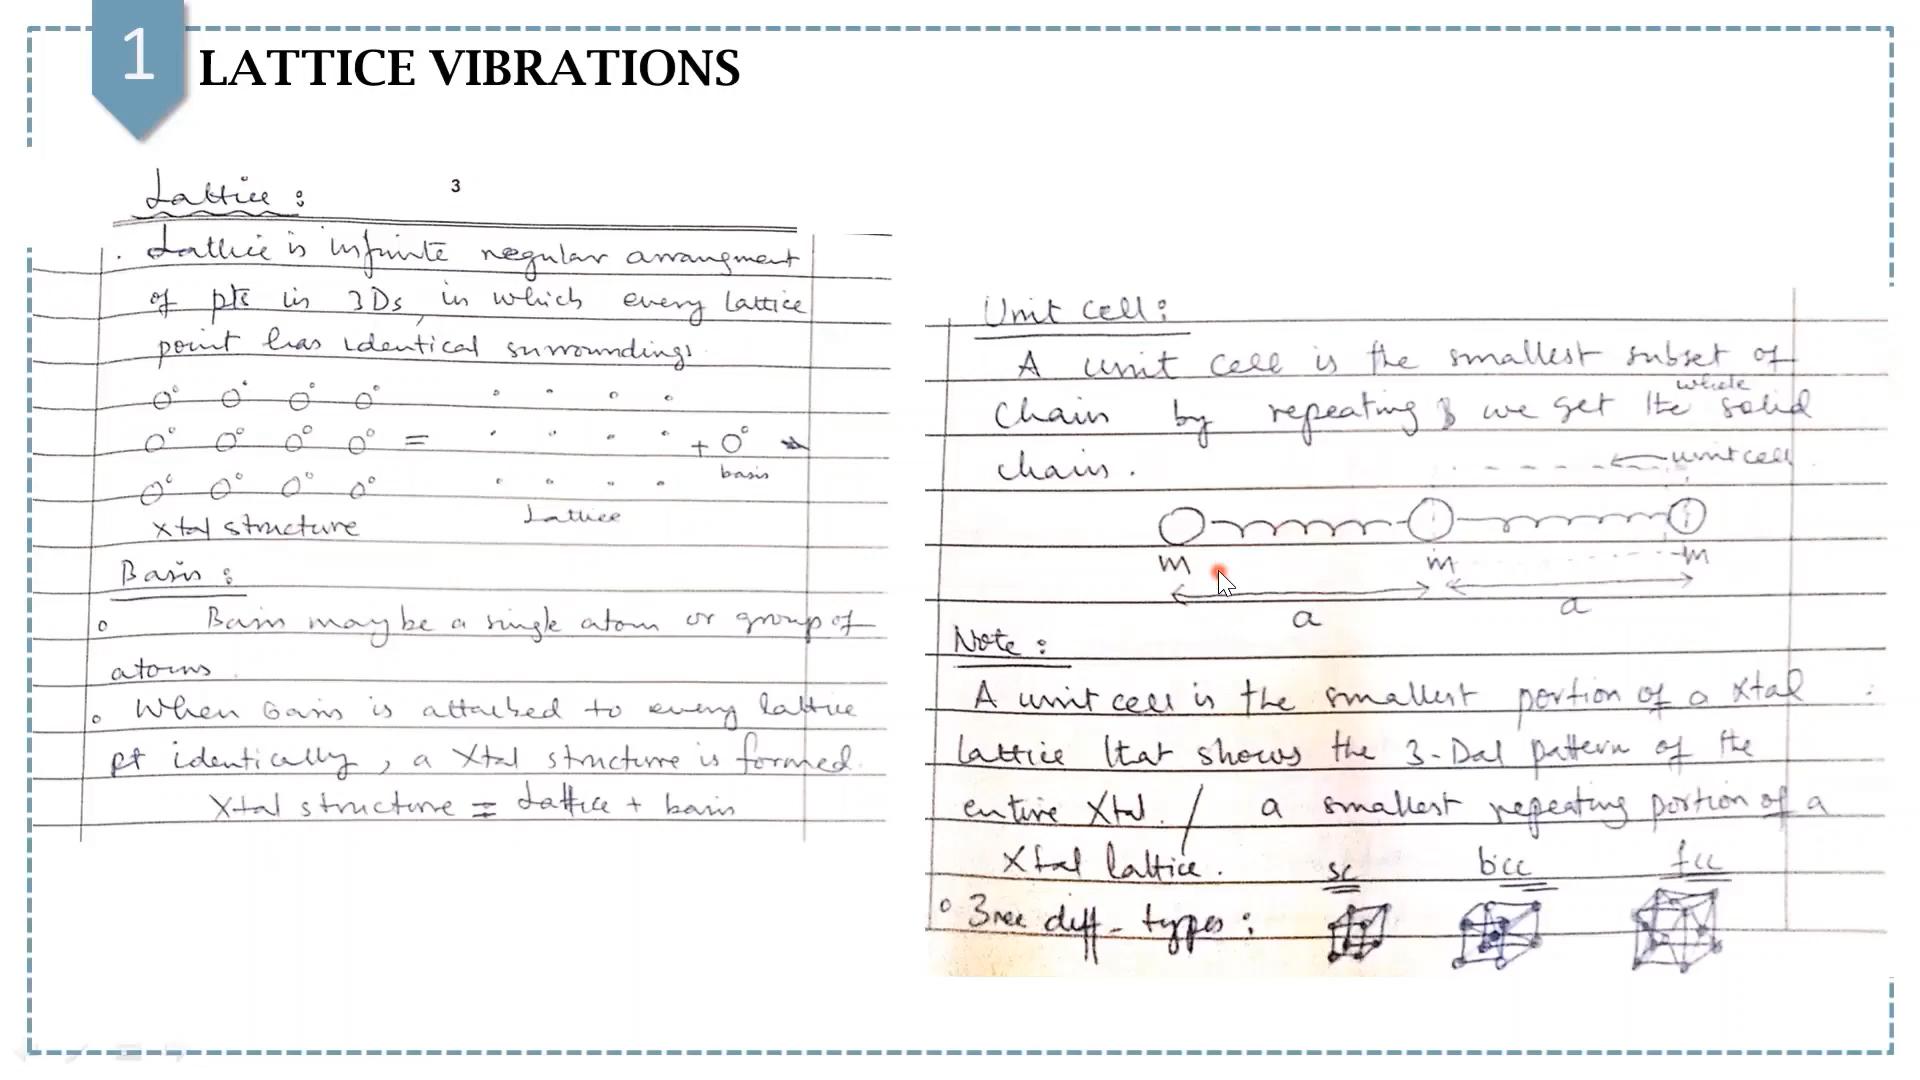 1
LATTICE VIBRATIONS
3
Lattice :
. Lattice is infinite regular arrangment
of pts in 3Ds, in which every lattice
point has identical surroundings.
=
+
basis
Xtal structure
Lattice
Basis :
Basis may be a single atom or group of
atoms.
When basis is attached to every lattice
pt identically, a Xtal structure is formed.
Xtal structure = Lattice + basis
Unit cell :
A unit cell is the smallest subset of
chain by repeating we get the whole solid
chain.
unit cell
m m m
a a
Note :
A unit cell is the smallest portion of a Xtal
lattice that shows the 3-Dal pattern of the
entire Xtal. / a smallest repeating portion of a
Xtal lattice.
sc bcc fcc
3ree diff- types :